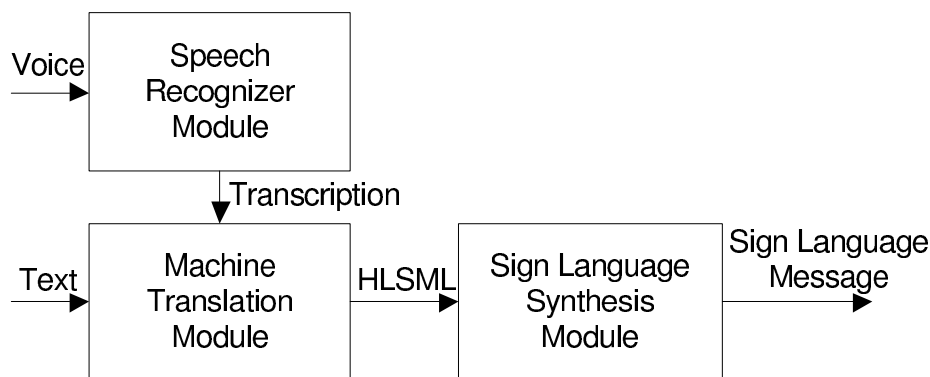 Voice
Speech
Recognizer
Module
Transcription
Text
Machine
Translation
Module
HLSML
Sign Language
Synthesis
Module
Sign Language
Message